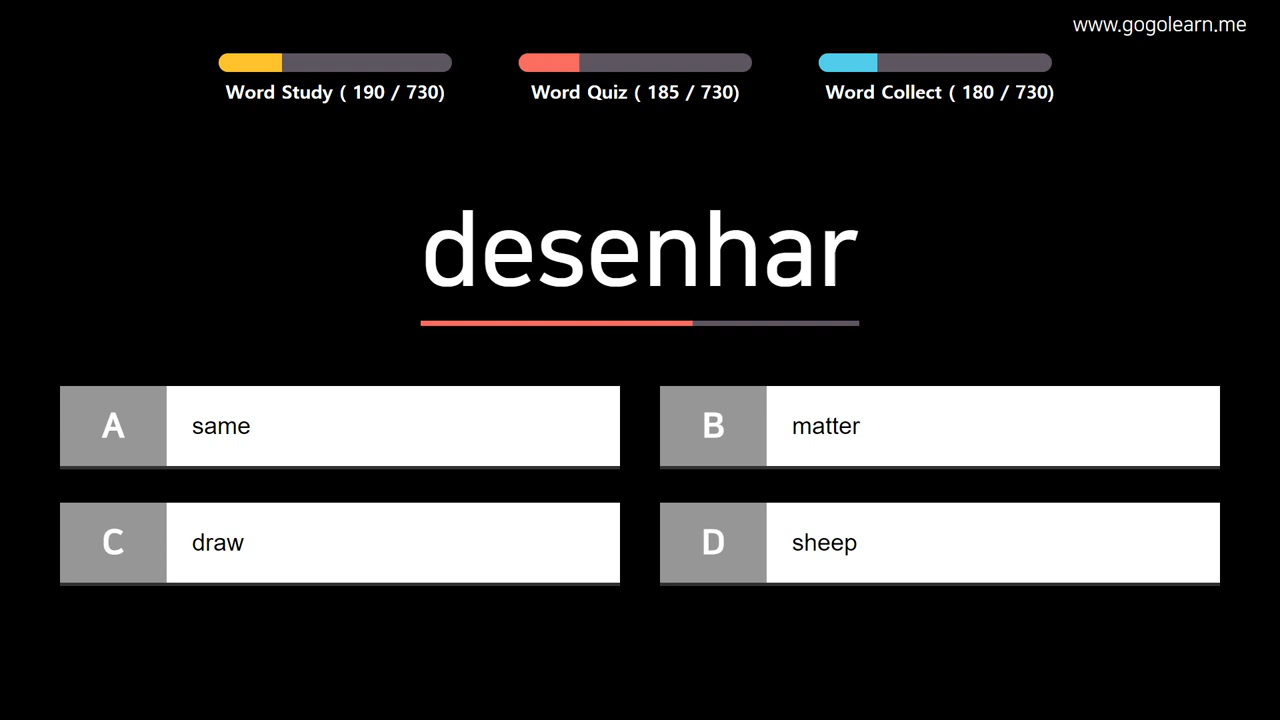 www.gogolearn.me
Word Study ( 190 / 730)
Word Quiz ( 185 / 730)
Word Collect ( 180 / 730)
desenhar
A same
B matter
C draw
D sheep